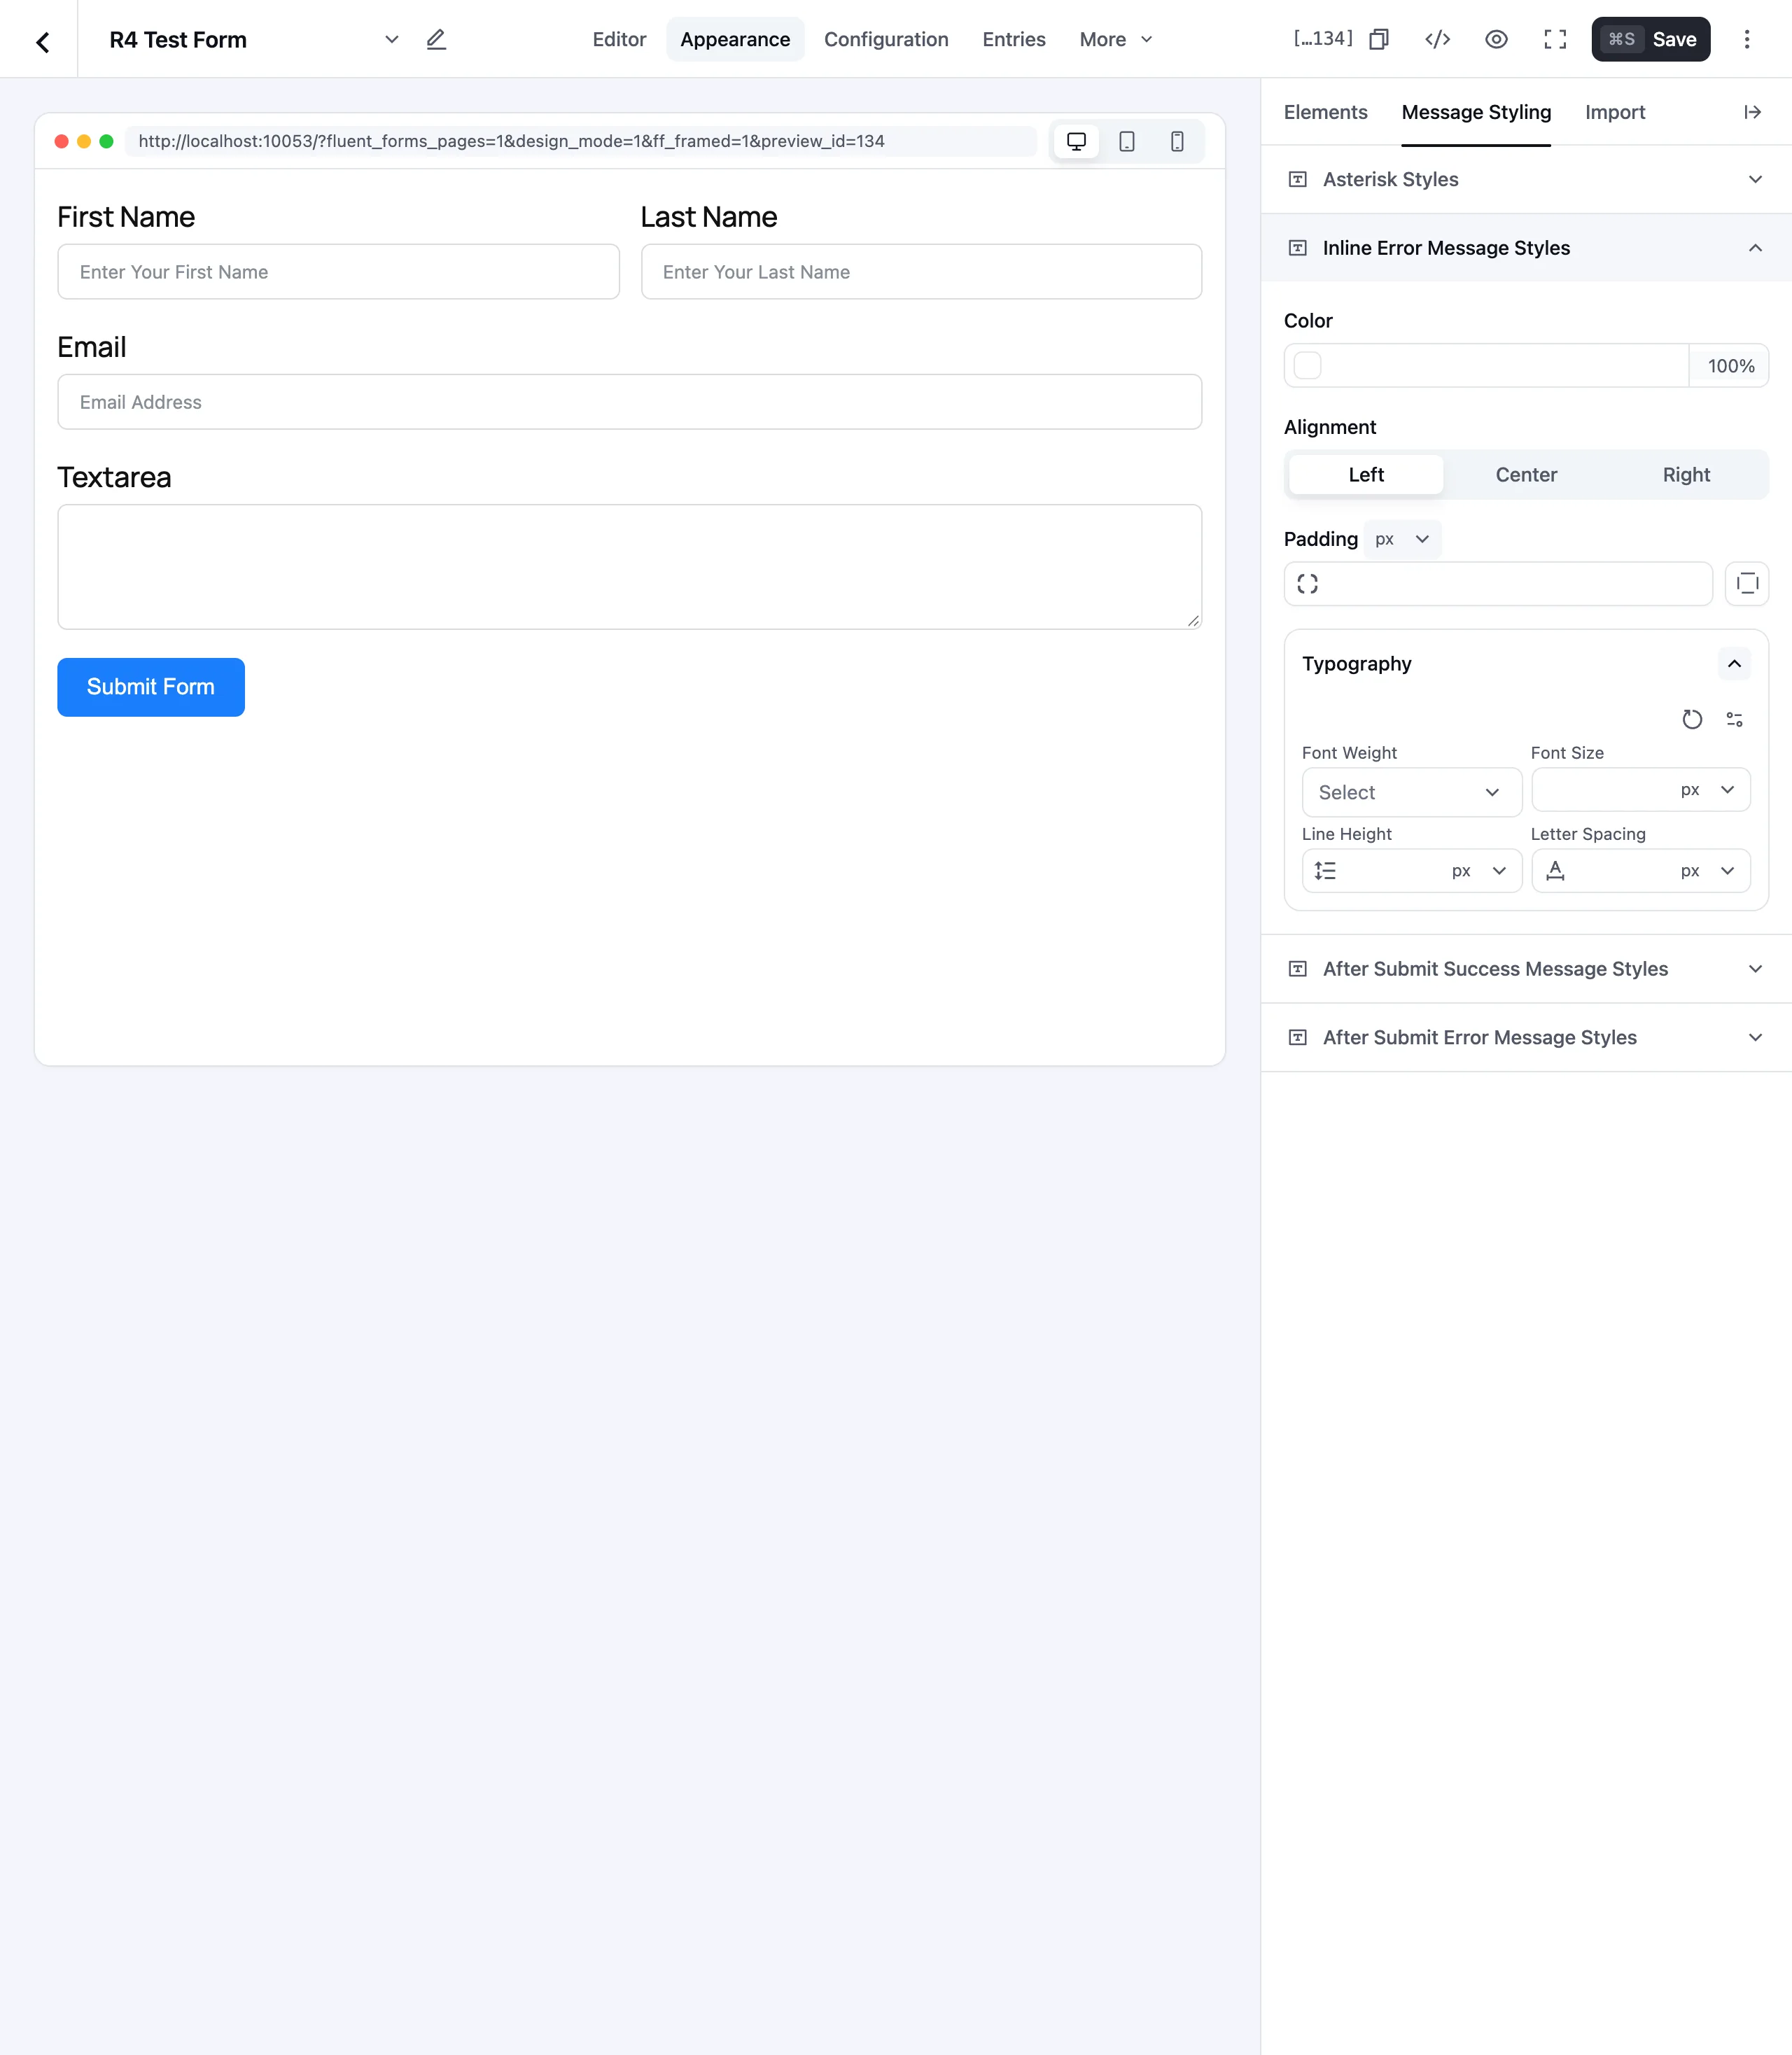 R4 Test Form
Editor
Appearance
Configuration
Entries
More
[…134]
⌘S Save
http://localhost:10053/?fluent_forms_pages=1&design_mode=1&ff_framed=1&preview_id=134
First Name
Last Name
Enter Your First Name
Enter Your Last Name
Email
Email Address
Textarea
Submit Form
Elements
Message Styling
Import
Asterisk Styles
Inline Error Message Styles
Color
100%
Alignment
Left
Center
Right
Padding px
Typography
Font Weight
Font Size
Select
px
Line Height
Letter Spacing
px
px
After Submit Success Message Styles
After Submit Error Message Styles